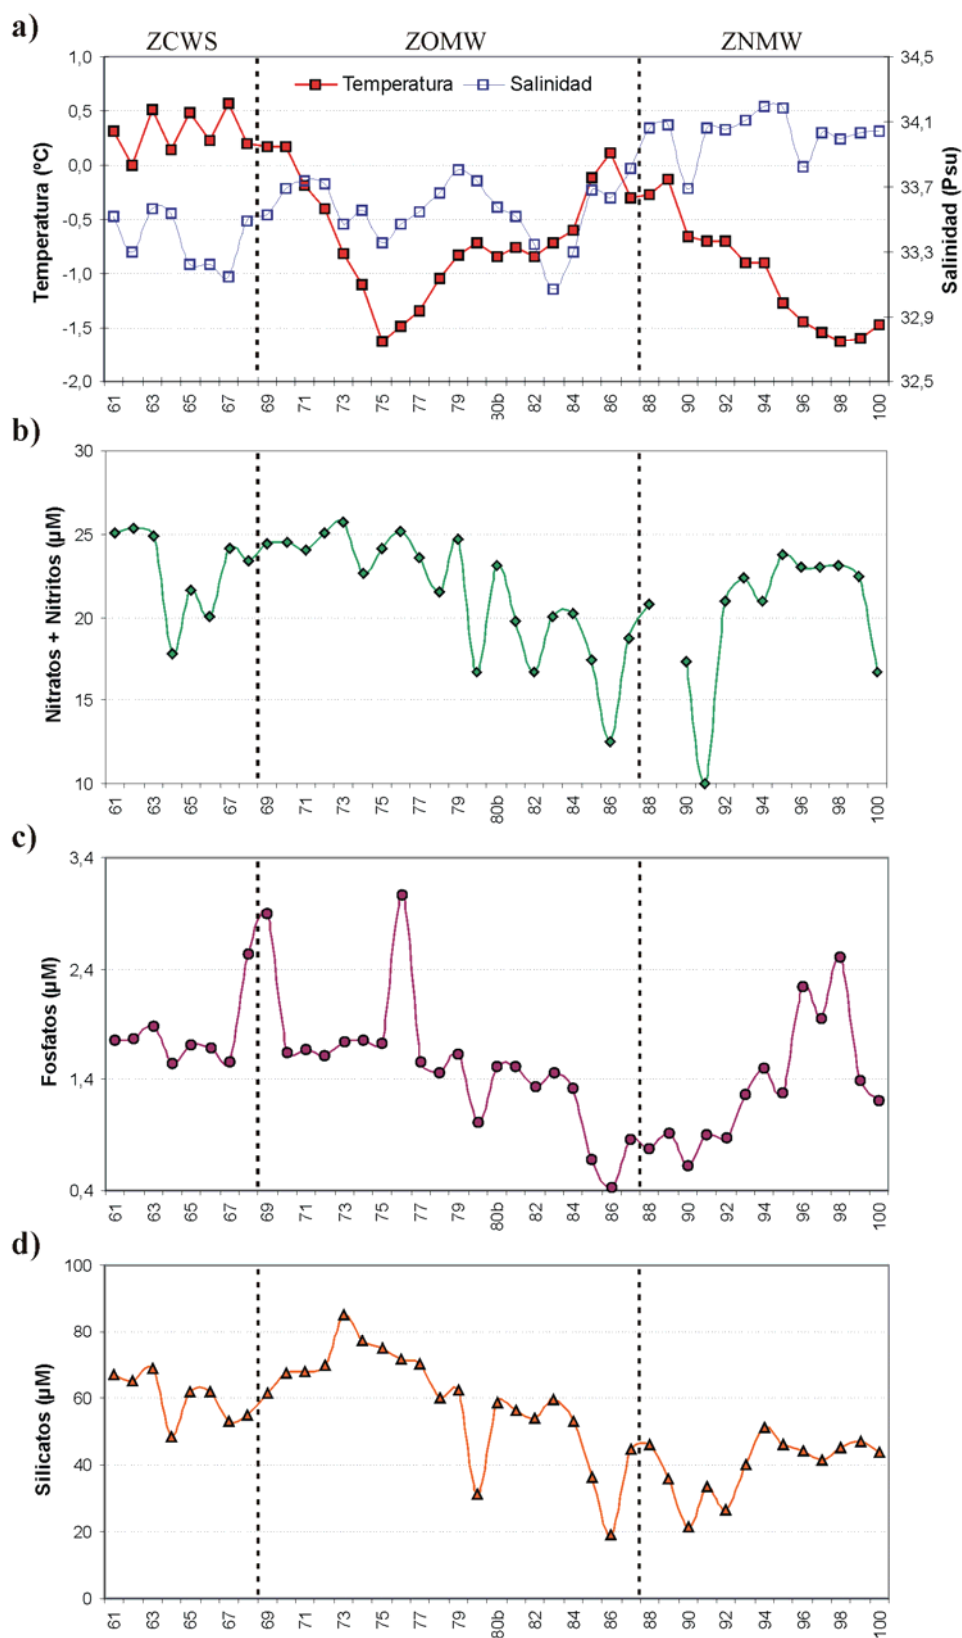 a)
ZCWS ZOMW ZNMW
Temperatura Salinidad
Temperatura (ºC)
1,0
0,5
0,0
-0,5
-1,0
-1,5
-2,0
34,5
34,1
33,7
33,3
32,9
32,5
Salinidad (Psu)
61 63 65 67 69 71 73 75 77 79 80b 82 84 86 88 90 92 94 96 98 100
b)
Nitratos + Nitritos (µM)
30
25
20
15
10
61 63 65 67 69 71 73 75 77 79 80b 82 84 86 88 90 92 94 96 98 100
c)
Fosfatos (µM)
3,4
2,4
1,4
0,4
61 63 65 67 69 71 73 75 77 79 80b 82 84 86 88 90 92 94 96 98 100
d)
Silicatos (µM)
100
80
60
40
20
0
61 63 65 67 69 71 73 75 77 79 80b 82 84 86 88 90 92 94 96 98 100